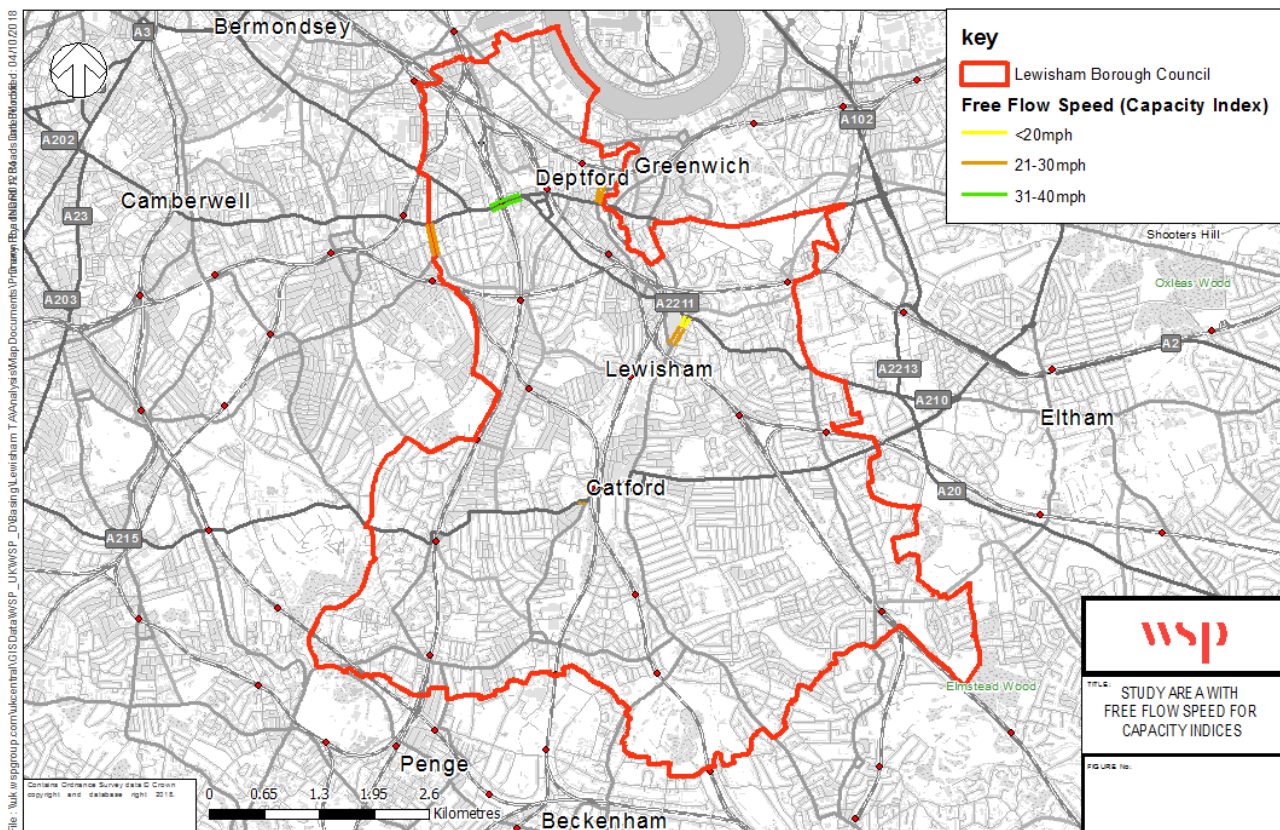 Bermondsey
A3
A202
A23
Camberwell
A203
A215
Deptford
Greenwich
A102
A2211
Lewisham
Catford
Penge
Beckenham
Shooters Hill
Oxleas Wood
A2
A2213
A210
Eltham
A20
Elmstead Wood
key
Lewisham Borough Council
Free Flow Speed (Capacity Index)
<20mph
21-30mph
31-40mph
wsp
TITLE:
STUDY AREA WITH
FREE FLOW SPEED FOR
CAPACITY INDICES
FIGURE No:
Contains Ordnance Survey data © Crown
copyright and database right 2018.
0 0.65 1.3 1.95 2.6
Kilometres